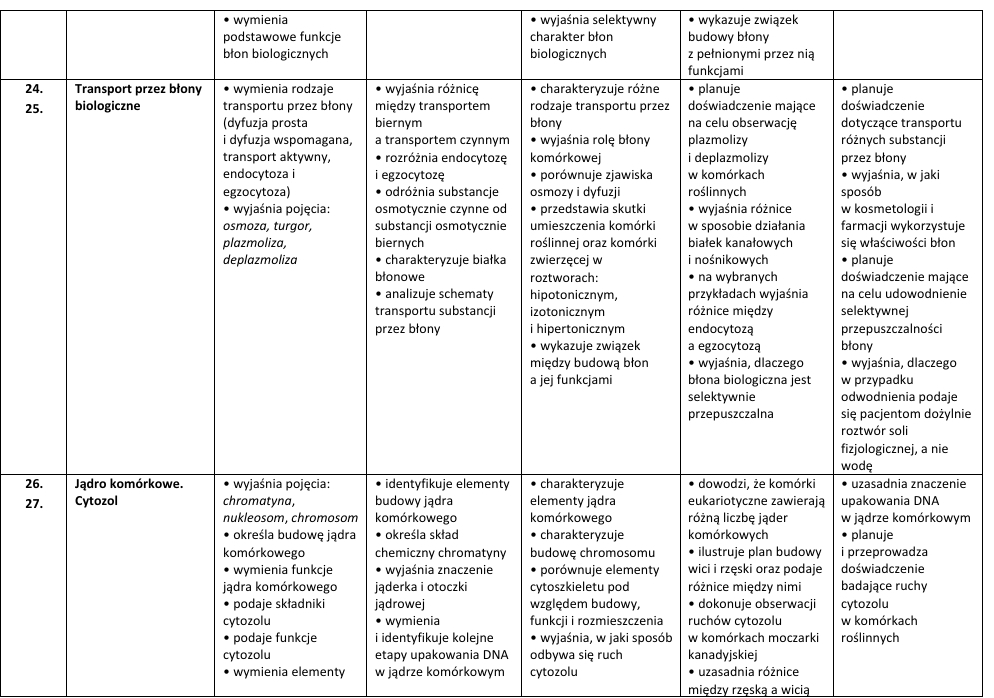 • wymienia
podstawowe funkcje
błon biologicznych
• wyjaśnia selektywny
charakter błon
biologicznych
• wykazuje związek
budowy błony
z pełnionymi przez nią
funkcjami
24.
25.
Transport przez błony
biologiczne
• wymienia rodzaje
transportu przez błony
(dyfuzja prosta
i dyfuzja wspomagana,
transport aktywny,
endocytoza i
egzocytoza)
• wyjaśnia pojęcia:
osmoza, turgor,
plazmoliza,
deplazmoliza
• wyjaśnia różnicę
między transportem
biernym
a transportem czynnym
• rozróżnia endocytozę
i egzocytozę
• odróżnia substancje
osmotycznie czynne od
substancji osmotycznie
biernych
• charakteryzuje białka
błonowe
• analizuje schematy
transportu substancji
przez błony
• charakteryzuje różne
rodzaje transportu przez
błony
• wyjaśnia rolę błony
komórkowej
• porównuje zjawiska
osmozy i dyfuzji
• przedstawia skutki
umieszczenia komórki
roślinnej oraz komórki
zwierzęcej w
roztworach:
hipotonicznym,
izotonicznym
i hipertonicznym
• wykazuje związek
między budową błon
a jej funkcjami
• planuje
doświadczenie mające
na celu obserwację
plazmolizy
i deplazmolizy
w komórkach
roślinnych
• wyjaśnia różnice
w sposobie działania
białek kanałowych
i nośnikowych
• na wybranych
przykładach wyjaśnia
różnice między
endocytozą
a egzocytozą
• wyjaśnia, dlaczego
błona biologiczna jest
selektywnie
przepuszczalna
• planuje
doświadczenie
dotyczące transportu
różnych substancji
przez błony
• wyjaśnia, w jaki
sposób
w kosmetologii i
farmacji wykorzystuje
się właściwości błon
• planuje
doświadczenie mające
na celu udowodnienie
selektywnej
przepuszczalności
błony
• wyjaśnia, dlaczego
w przypadku
odwodnienia podaje
się pacjentom dożylnie
roztwór soli
fizjologicznej, a nie
wodę
26.
27.
Jądro komórkowe.
Cytozol
• wyjaśnia pojęcia:
chromatyna,
nukleosom, chromosom
• określa budowę jądra
komórkowego
• wymienia funkcje
jądra komórkowego
• podaje składniki
cytozolu
• podaje funkcje
cytozolu
• wymienia elementy
• identyfikuje elementy
budowy jądra
komórkowego
• określa skład
chemiczny chromatyny
• wyjaśnia znaczenie
jąderka i otoczki
jądrowej
• wymienia
i identyfikuje kolejne
etapy upakowania DNA
w jądrze komórkowym
• charakteryzuje
elementy jądra
komórkowego
• charakteryzuje
budowę chromosomu
• porównuje elementy
cytoszkieletu pod
względem budowy,
funkcji i rozmieszczenia
• wyjaśnia, w jaki sposób
odbywa się ruch
cytozolu
• dowodzi, że komórki
eukariotyczne zawierają
różną liczbę jąder
komórkowych
• ilustruje plan budowy
wici i rzęski oraz podaje
różnice między nimi
• dokonuje obserwacji
ruchów cytozolu
w komórkach moczarki
kanadyjskiej
• uzasadnia różnice
między rzęską a wicią
• uzasadnia znaczenie
upakowania DNA
w jądrze komórkowym
• planuje
i przeprowadza
doświadczenie
badające ruchy
cytozolu
w komórkach
roślinnych